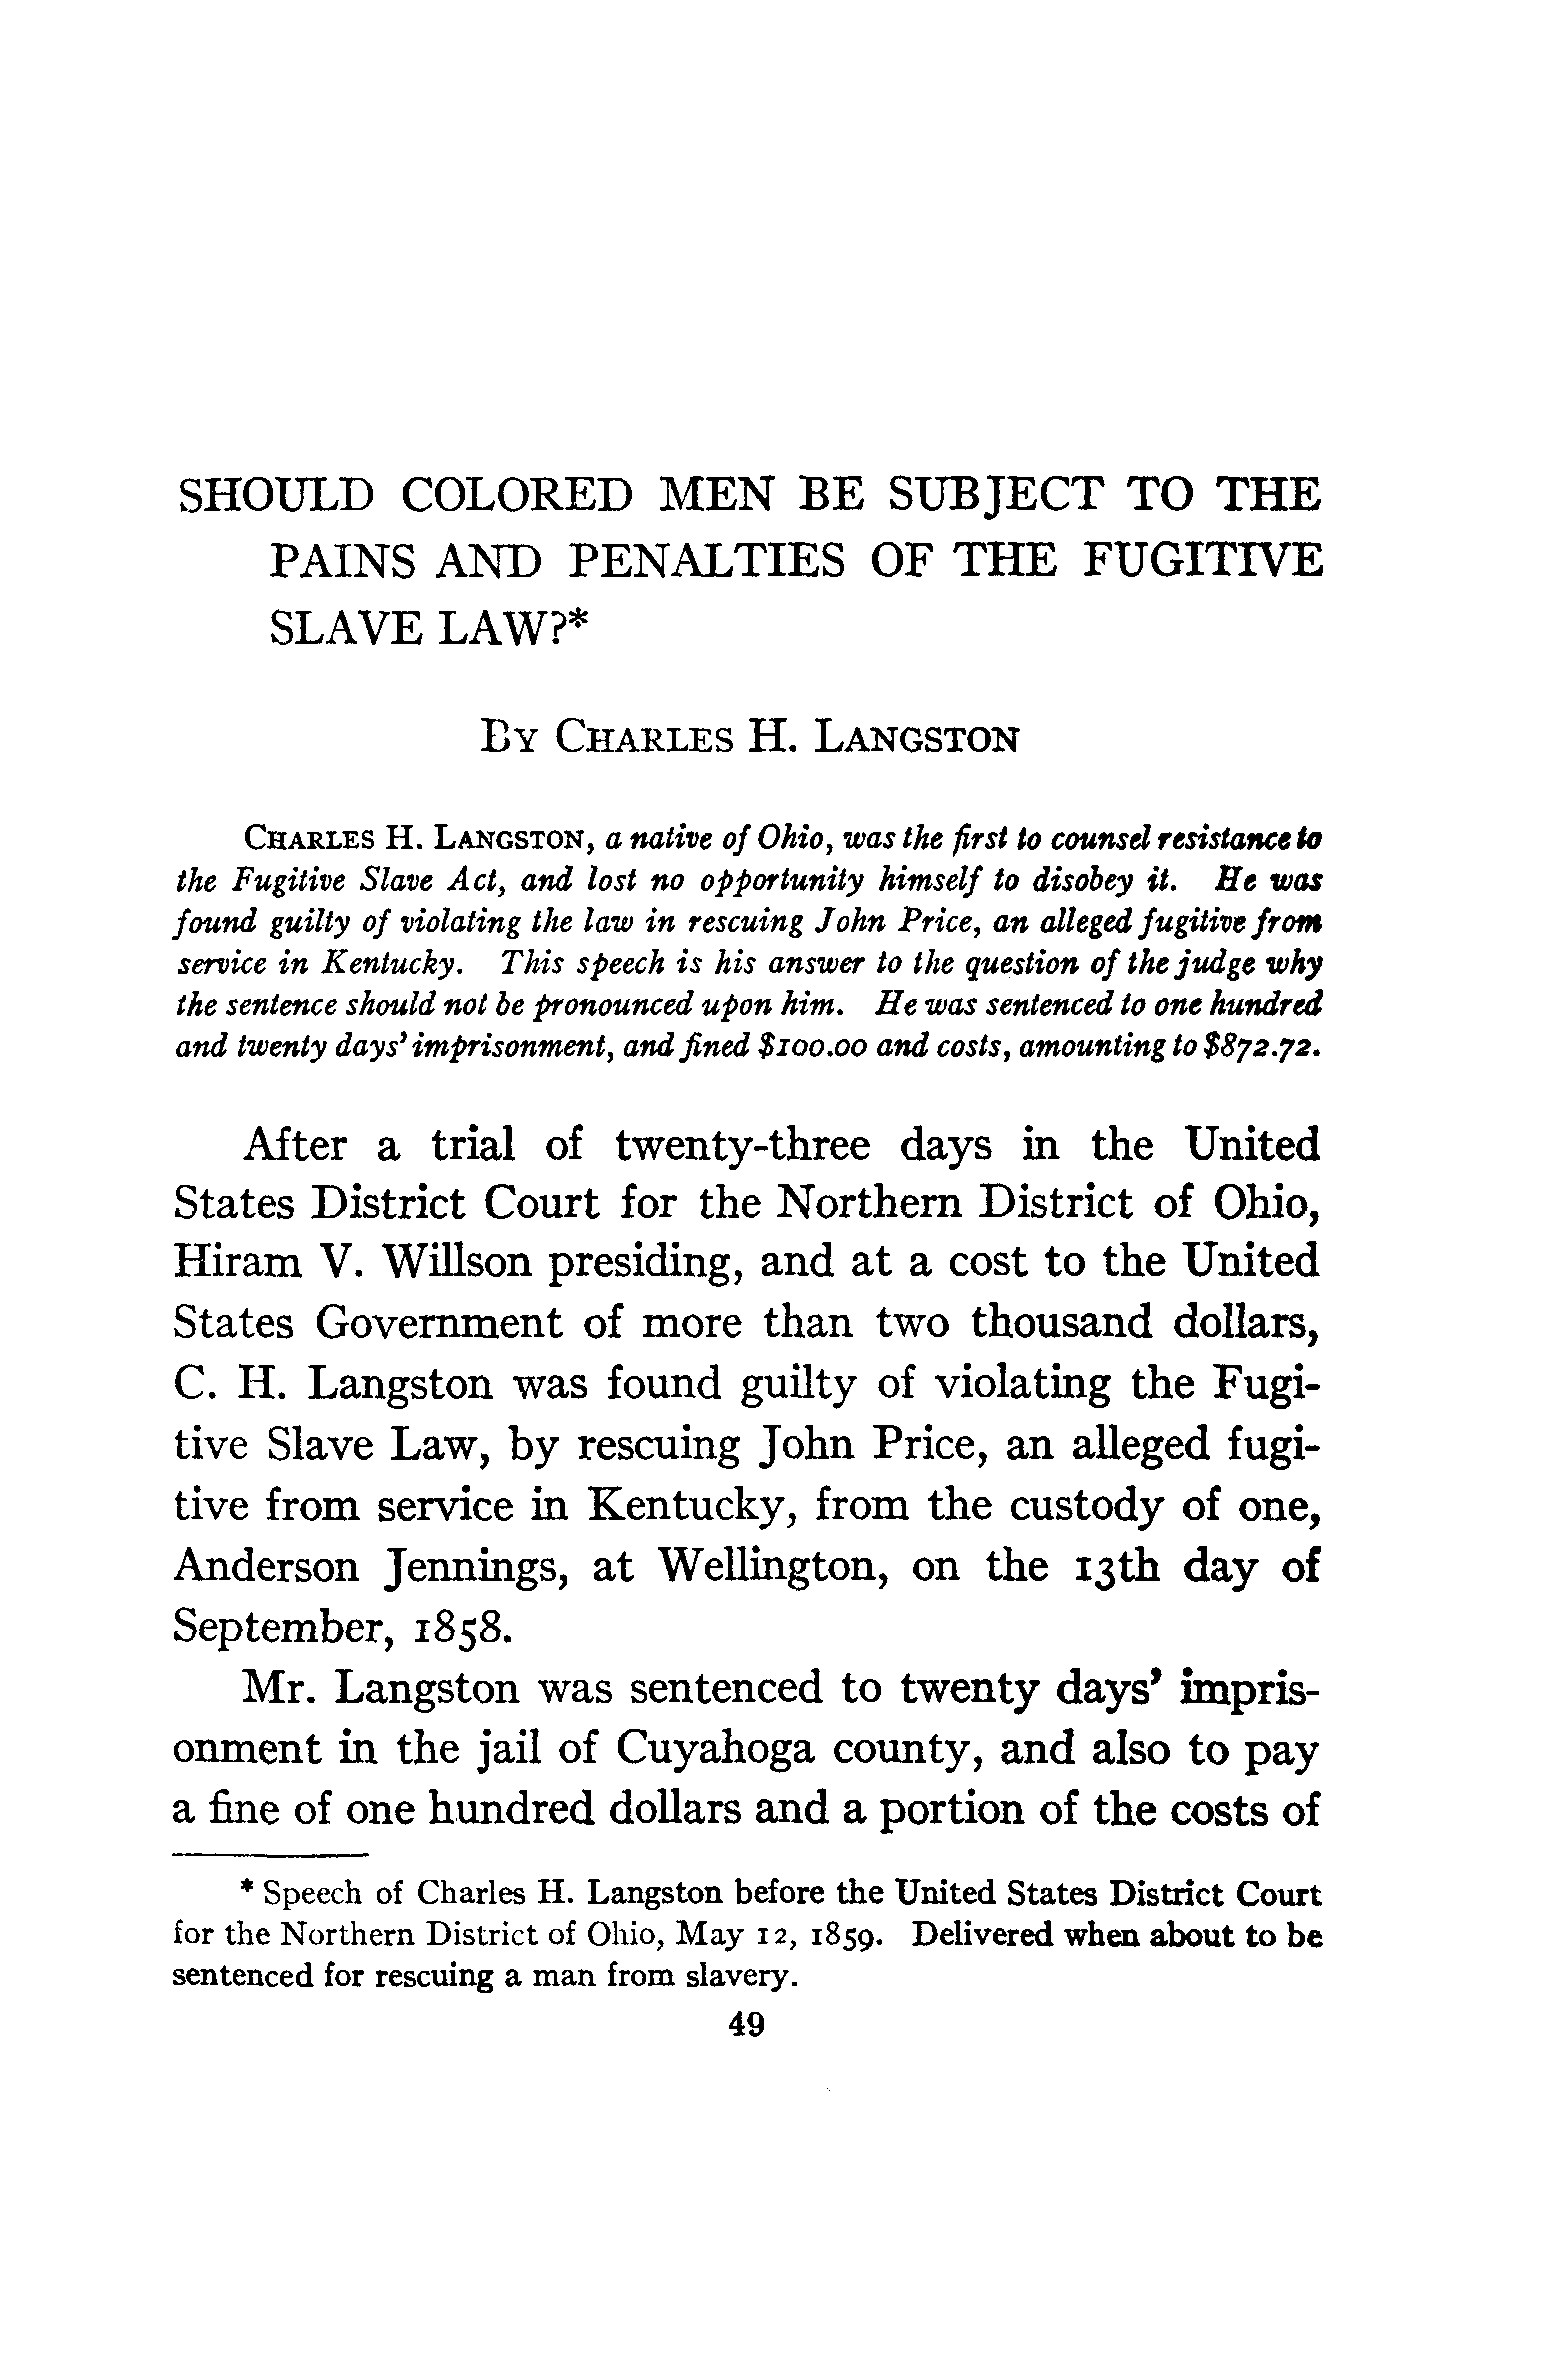 SHOULD COLORED MEN BE SUBJECT TO THE
PAINS AND PENALTIES OF THE FUGITIVE
SLAVE LAW?*
BY CHARLES H. LANGSTON
CHARLES H. LANGSTON, a native of Ohio, was the first to counsel resistance to
the Fugitive Slave Act, and lost no opportunity himself to disobey it. He was
found guilty of violating the law in rescuing John Price, an alleged fugitive from
service in Kentucky. This speech is his answer to the question of the judge why
the sentence should not be pronounced upon him. He was sentenced to one hundred
and twenty days' imprisonment, and fined $100.00 and costs, amounting to $872.72.
After a trial of twenty-three days in the United
States District Court for the Northern District of Ohio,
Hiram V. Willson presiding, and at a cost to the United
States Government of more than two thousand dollars,
C. H. Langston was found guilty of violating the Fugi-
tive Slave Law, by rescuing John Price, an alleged fugi-
tive from service in Kentucky, from the custody of one,
Anderson Jennings, at Wellington, on the 13th day of
September, 1858.
Mr. Langston was sentenced to twenty days' impris-
onment in the jail of Cuyahoga county, and also to pay
a fine of one hundred dollars and a portion of the costs of
* Speech of Charles H. Langston before the United States District Court
for the Northern District of Ohio, May 12, 1859. Delivered when about to be
sentenced for rescuing a man from slavery.
49